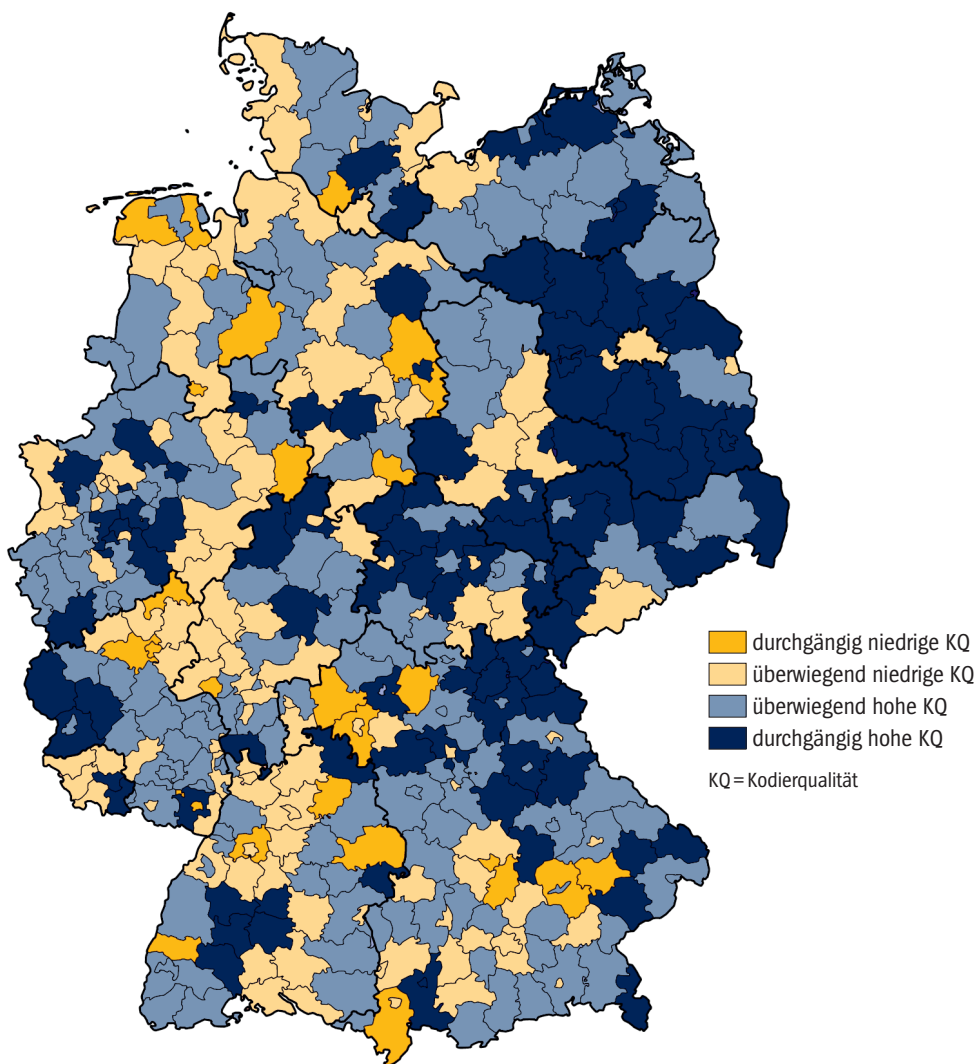 durchgängig niedrige KQ
überwiegend niedrige KQ
überwiegend hohe KQ
durchgängig hohe KQ
KQ = Kodierqualität